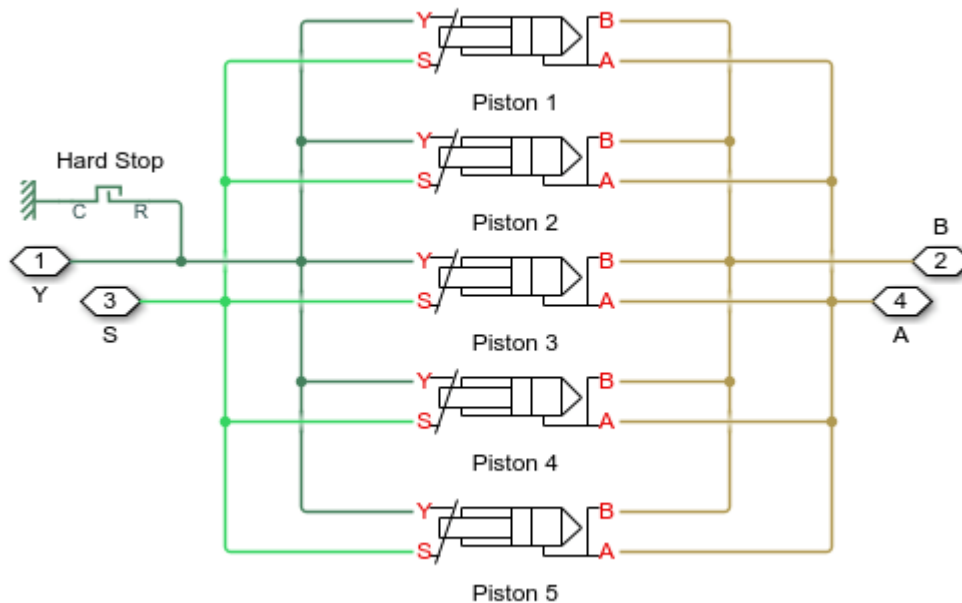 Y B
S A
Piston 1
Hard Stop
Y B
S A
Piston 2
C R
1
Y
Y B
S A
Piston 3
B
2
3
S
4
A
Y B
S A
Piston 4
Y B
S A
Piston 5